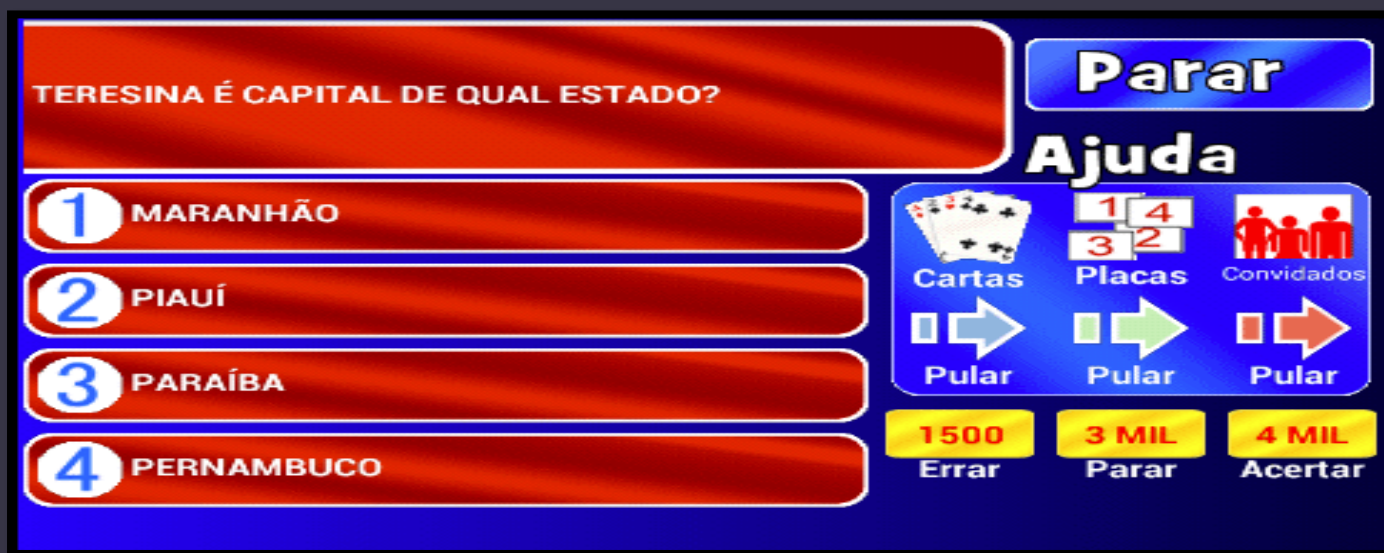 TERESINA É CAPITAL DE QUAL ESTADO?
Parar
Ajuda
1 MARANHÃO
2 PIAUÍ
3 PARAÍBA
4 PERNAMBUCO
1 4
3 2
Cartas Placas Convidados
Pular Pular Pular
1500 3 MIL 4 MIL
Errar Parar Acertar